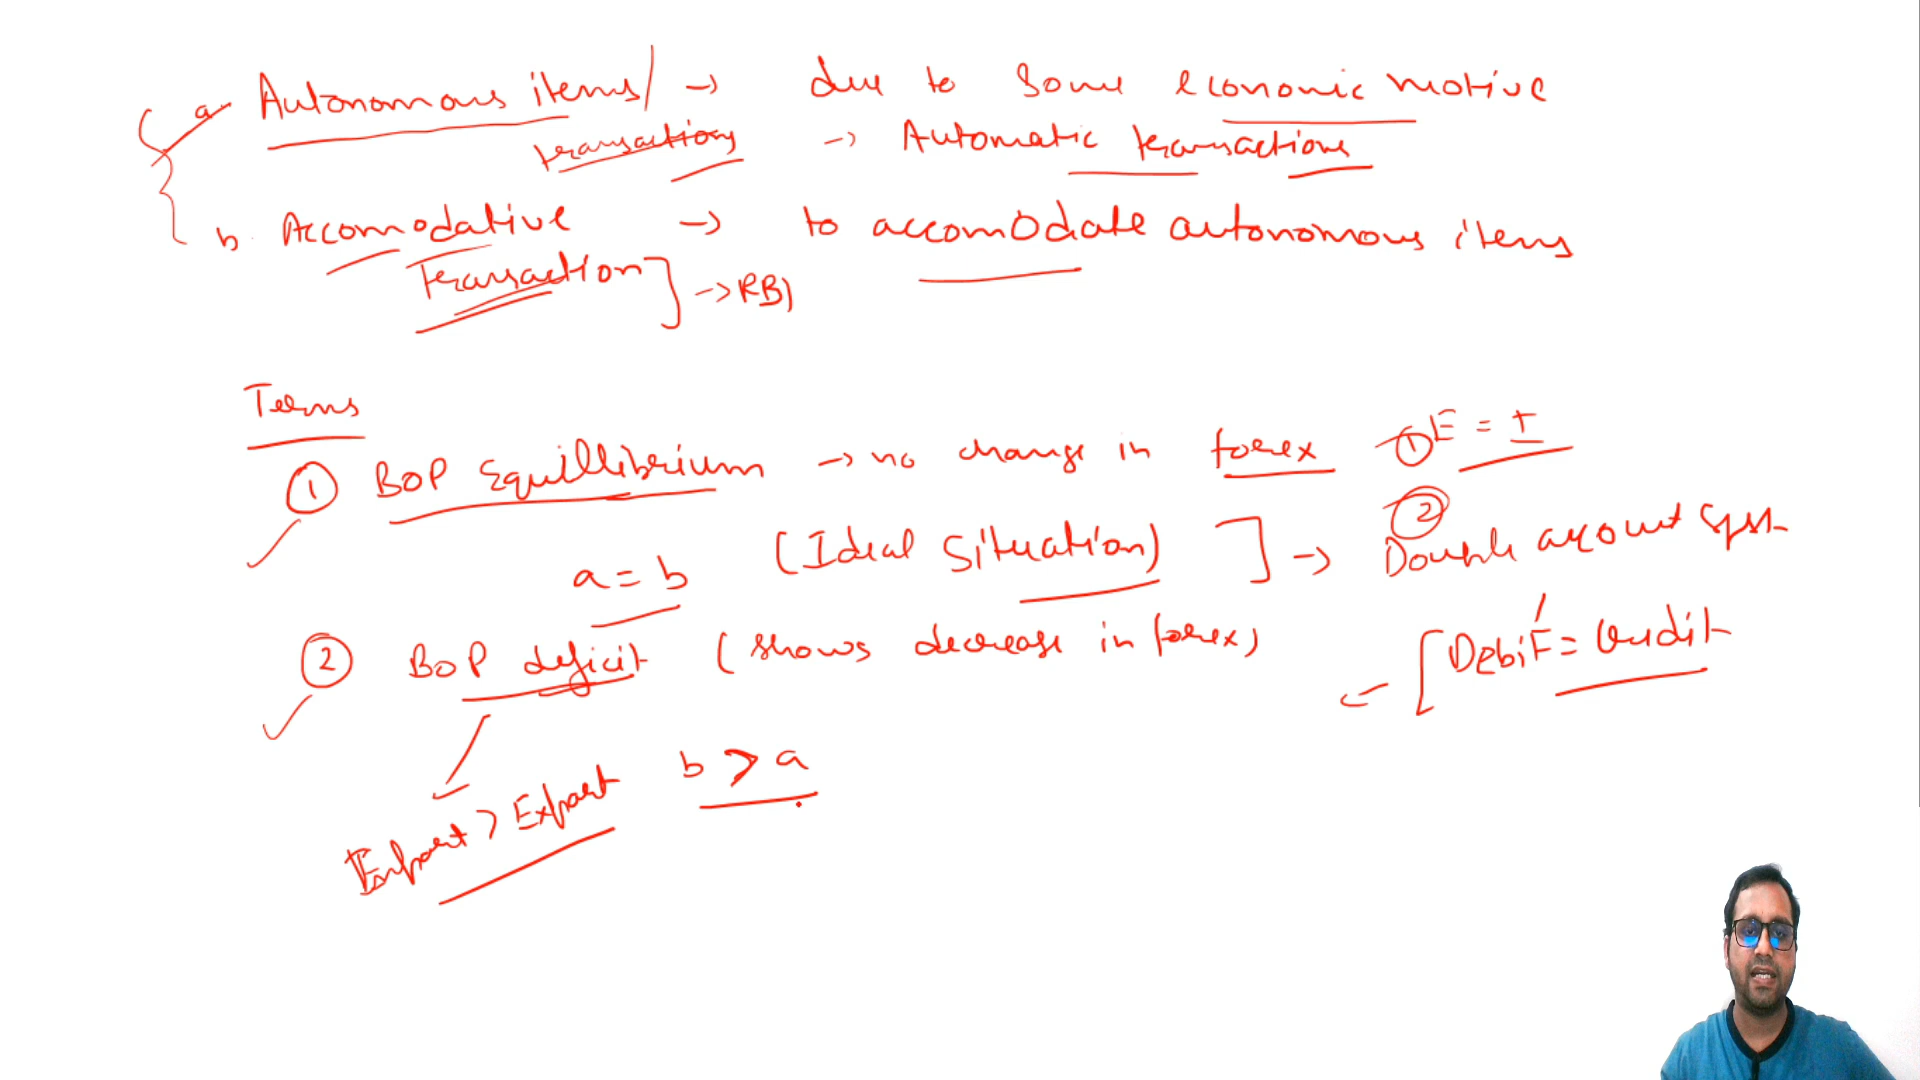 a Autonomous items/ → due to Some economic motive
transactions → Automatic transactions
b. Accomodative → to accomodate autonomous items
transaction] → RBI
Terms
① BOP Equillibrium → no change in forex ① E = I
a = b (Ideal Situation) ] → ② Double account syst
② BOP deficit (shows decrease in forex)
← [Debit = Credit
Import > Export b > a